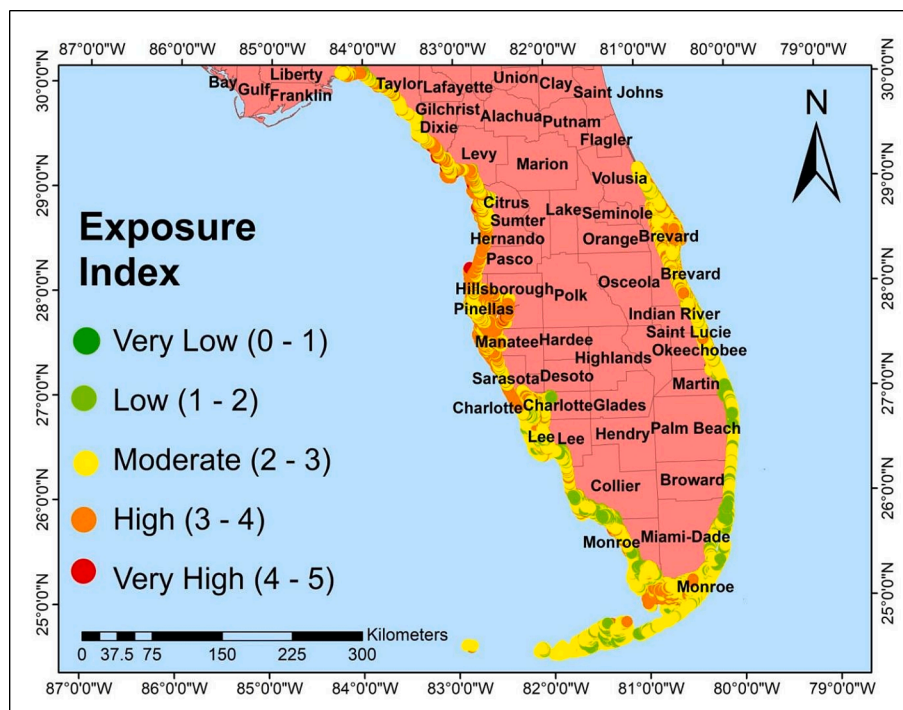 87°0'0"W 86°0'0"W 85°0'0"W 84°0'0"W 83°0'0"W 82°0'0"W 81°0'0"W 80°0'0"W 79°0'0"W
30°0'0"N
29°0'0"N
28°0'0"N
27°0'0"N
26°0'0"N
25°0'0"N
30°0'0"N
29°0'0"N
28°0'0"N
27°0'0"N
26°0'0"N
25°0'0"N
N
Bay
Gulf
Liberty
Franklin
Taylor
Lafayette
Union
Clay
Saint Johns
Gilchrist
Dixie
Alachua
Putnam
Flagler
Levy
Marion
Volusia
Citrus
Sumter
Lake
Seminole
Hernando
Orange
Brevard
Pasco
Osceola
Brevard
Hillsborough
Polk
Pinellas
Indian River
Saint Lucie
Manatee
Hardee
Okeechobee
Highlands
Sarasota
Desoto
Martin
Charlotte
Charlotte
Glades
Lee
Lee
Hendry
Palm Beach
Collier
Broward
Monroe
Miami-Dade
Monroe
Exposure
Index
Very Low (0 - 1)
Low (1 - 2)
Moderate (2 - 3)
High (3 - 4)
Very High (4 - 5)
Kilometers
0 37.5 75 150 225 300
87°0'0"W 86°0'0"W 85°0'0"W 84°0'0"W 83°0'0"W 82°0'0"W 81°0'0"W 80°0'0"W 79°0'0"W